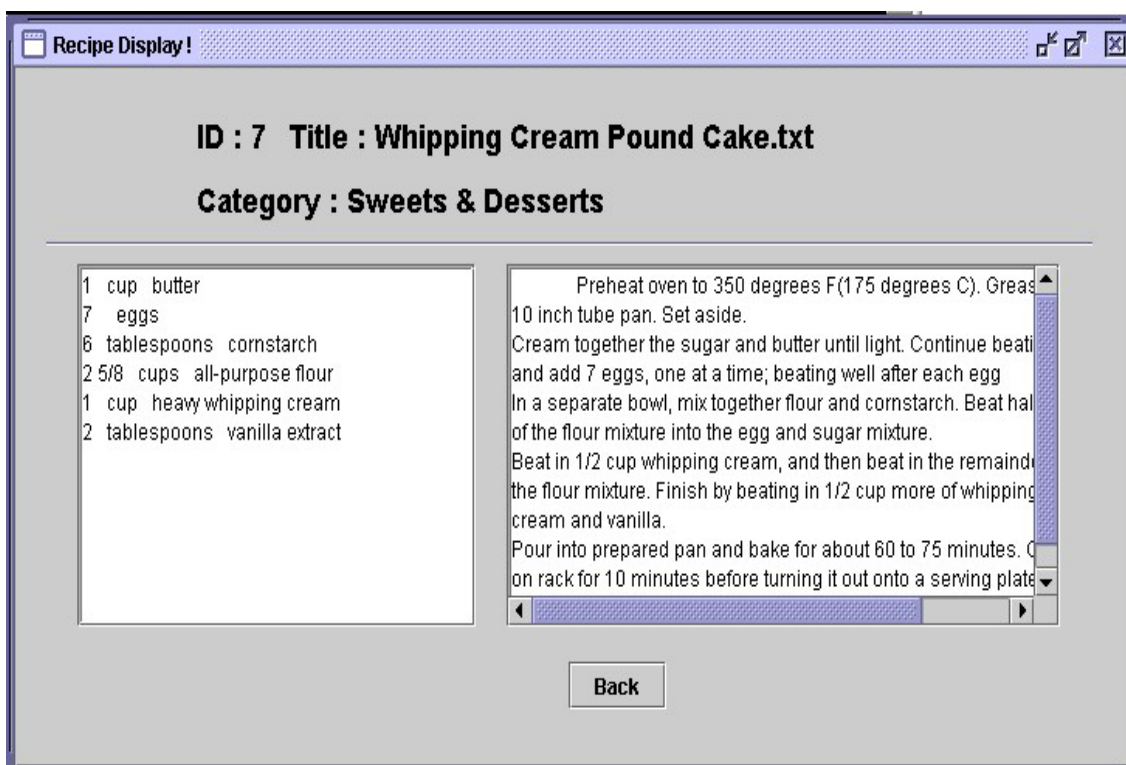 Recipe Display!
ID : 7 Title : Whipping Cream Pound Cake.txt
Category : Sweets & Desserts
1 cup butter
7 eggs
6 tablespoons cornstarch
2 5/8 cups all-purpose flour
1 cup heavy whipping cream
2 tablespoons vanilla extract
Preheat oven to 350 degrees F(175 degrees C). Greas
10 inch tube pan. Set aside.
Cream together the sugar and butter until light. Continue beati
and add 7 eggs, one at a time; beating well after each egg
In a separate bowl, mix together flour and cornstarch. Beat hal
of the flour mixture into the egg and sugar mixture.
Beat in 1/2 cup whipping cream, and then beat in the remainde
the flour mixture. Finish by beating in 1/2 cup more of whipping
cream and vanilla.
Pour into prepared pan and bake for about 60 to 75 minutes.
on rack for 10 minutes before turning it out onto a serving plate
Back